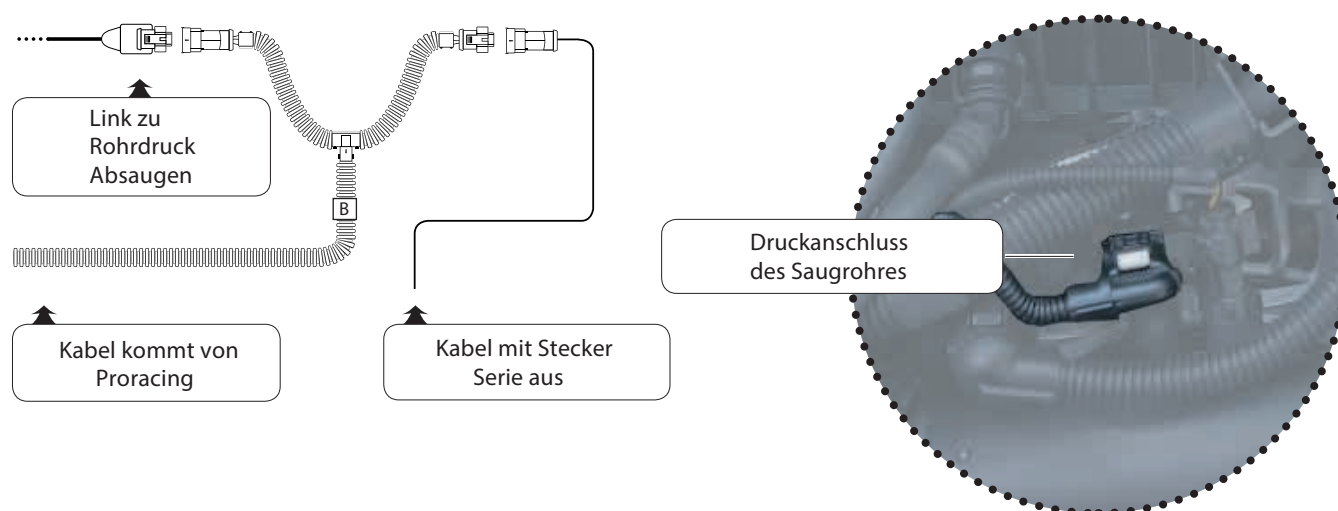 Link zu
Rohrdruck
Absaugen
B
Druckanschluss
des Saugrohres
Kabel kommt von
Proracing
Kabel mit Stecker
Serie aus